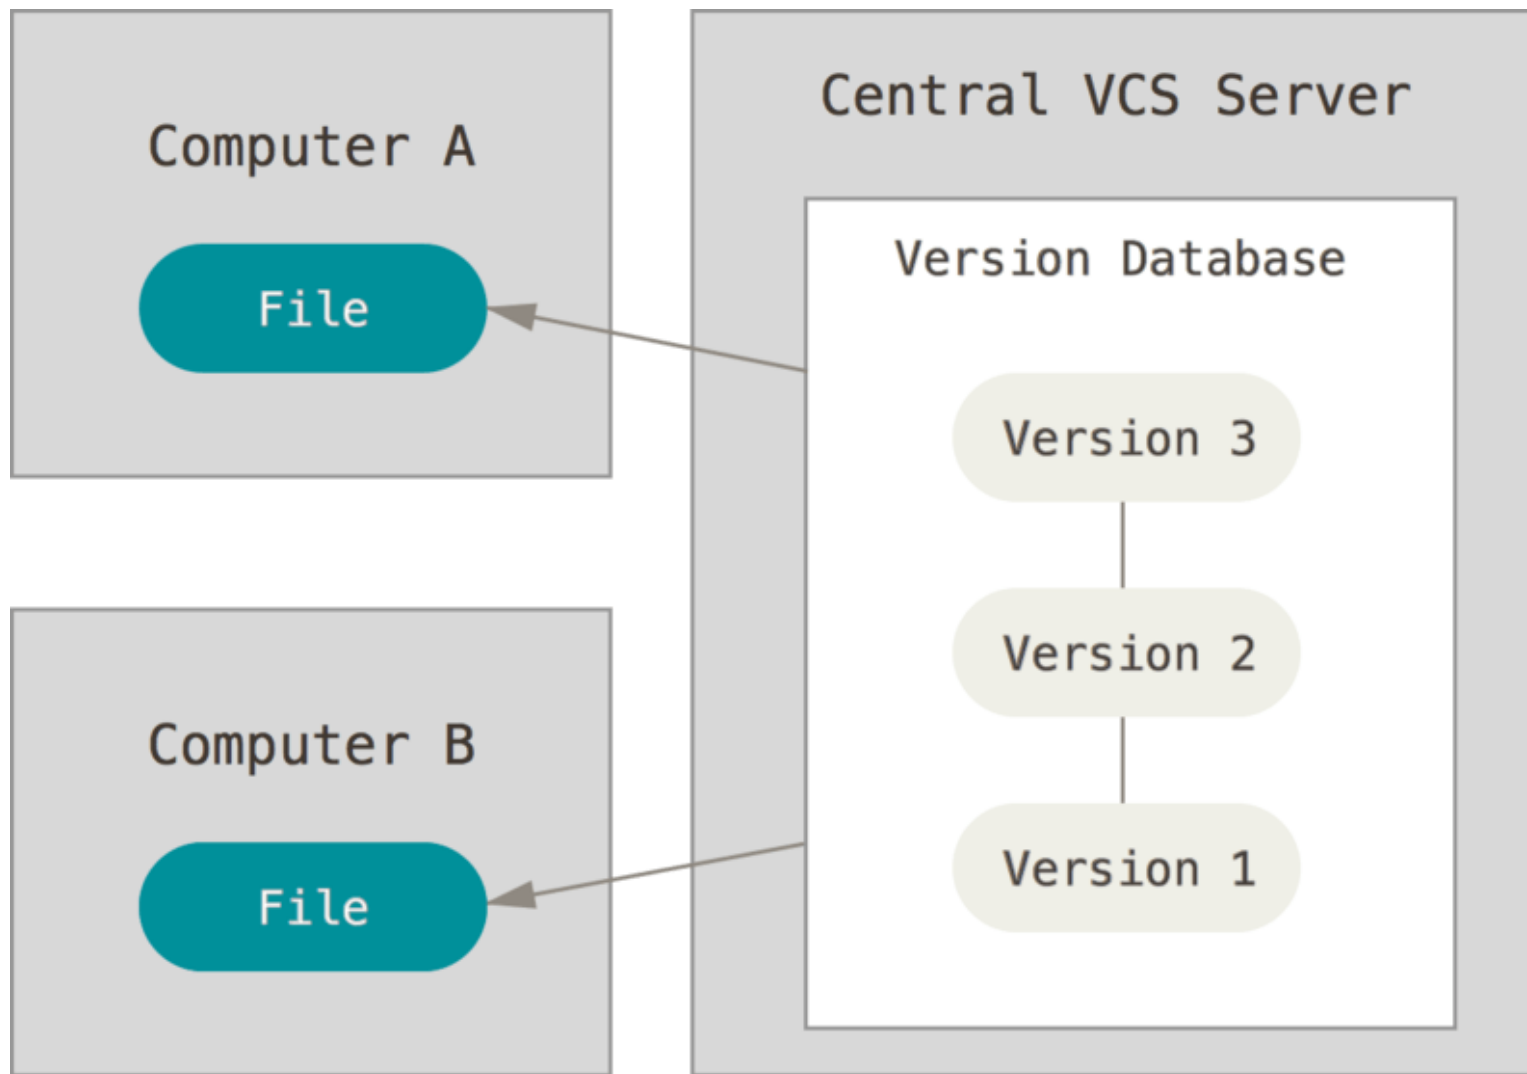 Computer A
File
Computer B
File
Central VCS Server
Version Database
Version 3
Version 2
Version 1